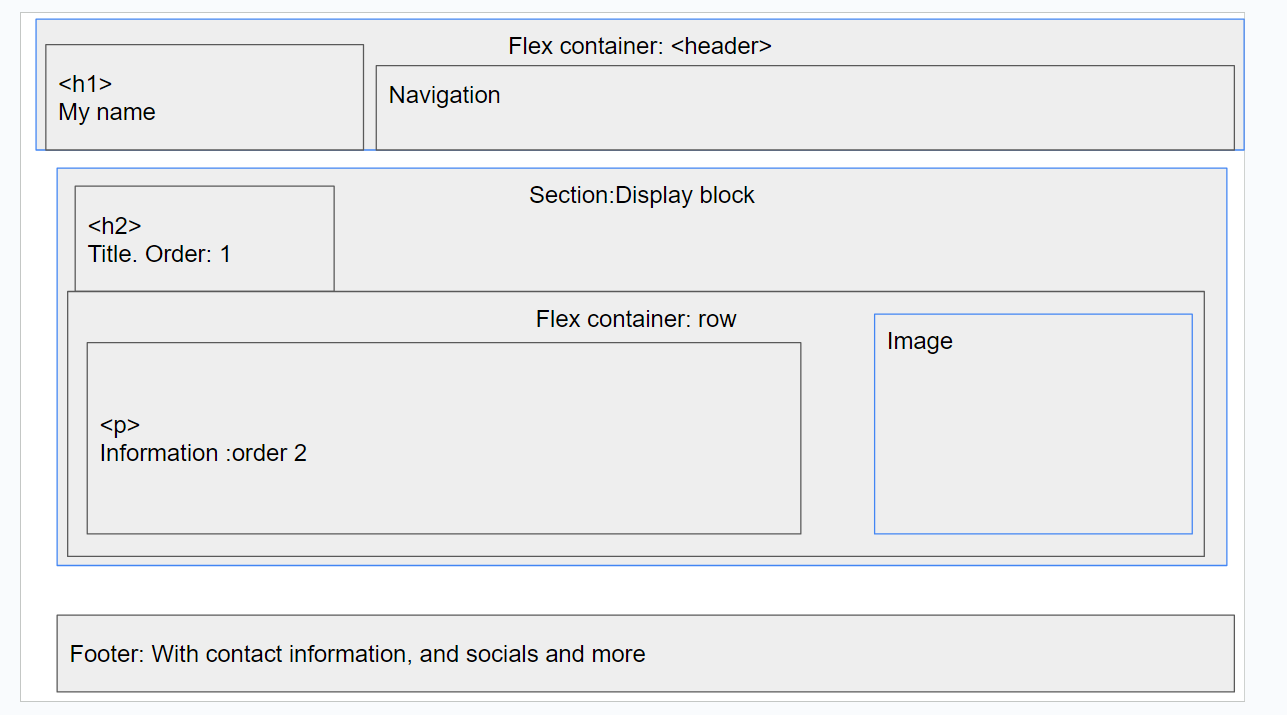 Flex container: <header>
<h1>
My name
Navigation
Section:Display block
<h2>
Title. Order: 1
Flex container: row
Image
<p>
Information :order 2
Footer: With contact information, and socials and more